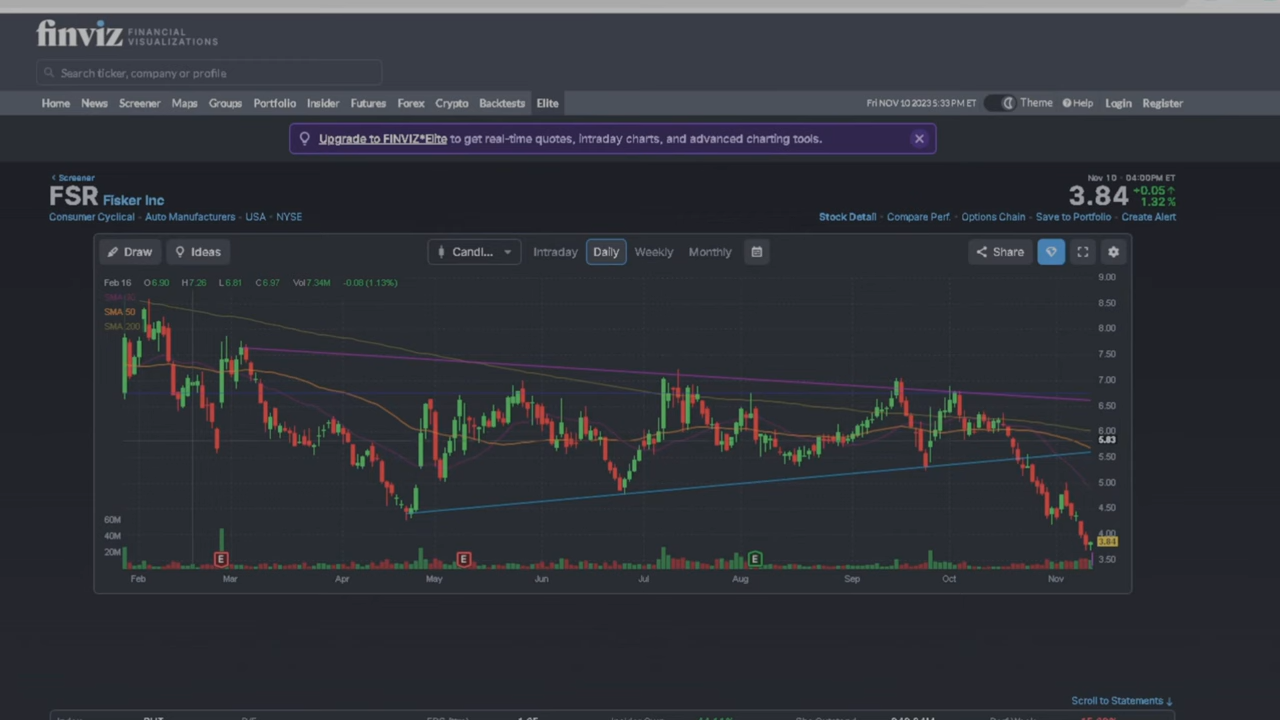 finviz FINANCIAL VISUALIZATIONS
Search ticker, company or profile
Home News Screener Maps Groups Portfolio Insider Futures Forex Crypto Backtests Elite Fri NOV 10 2023 5:33 PM ET Theme Help Login Register
Upgrade to FINVIZ*Elite to get real-time quotes, intraday charts, and advanced charting tools.
Screener
Nov 10 · 04:00PM ET
FSR Fisker Inc
3.84 +0.05 1.32%
Consumer Cyclical · Auto Manufacturers · USA · NYSE
Stock Detail · Compare Perf. · Options Chain · Save to Portfolio · Create Alert
Draw Ideas Candl... Intraday Daily Weekly Monthly Share
Feb 16 O6.90 H7.26 L6.81 C6.97 Vol7.34M -0.08 (1.13%)
SMA 50
SMA 200
9.00
8.50
8.00
7.50
7.00
6.50
6.00
5.83
5.50
5.00
4.50
4.00
3.84
3.50
60M
40M
20M
E E E
Feb Mar Apr May Jun Jul Aug Sep Oct Nov
Scroll to Statements ↓